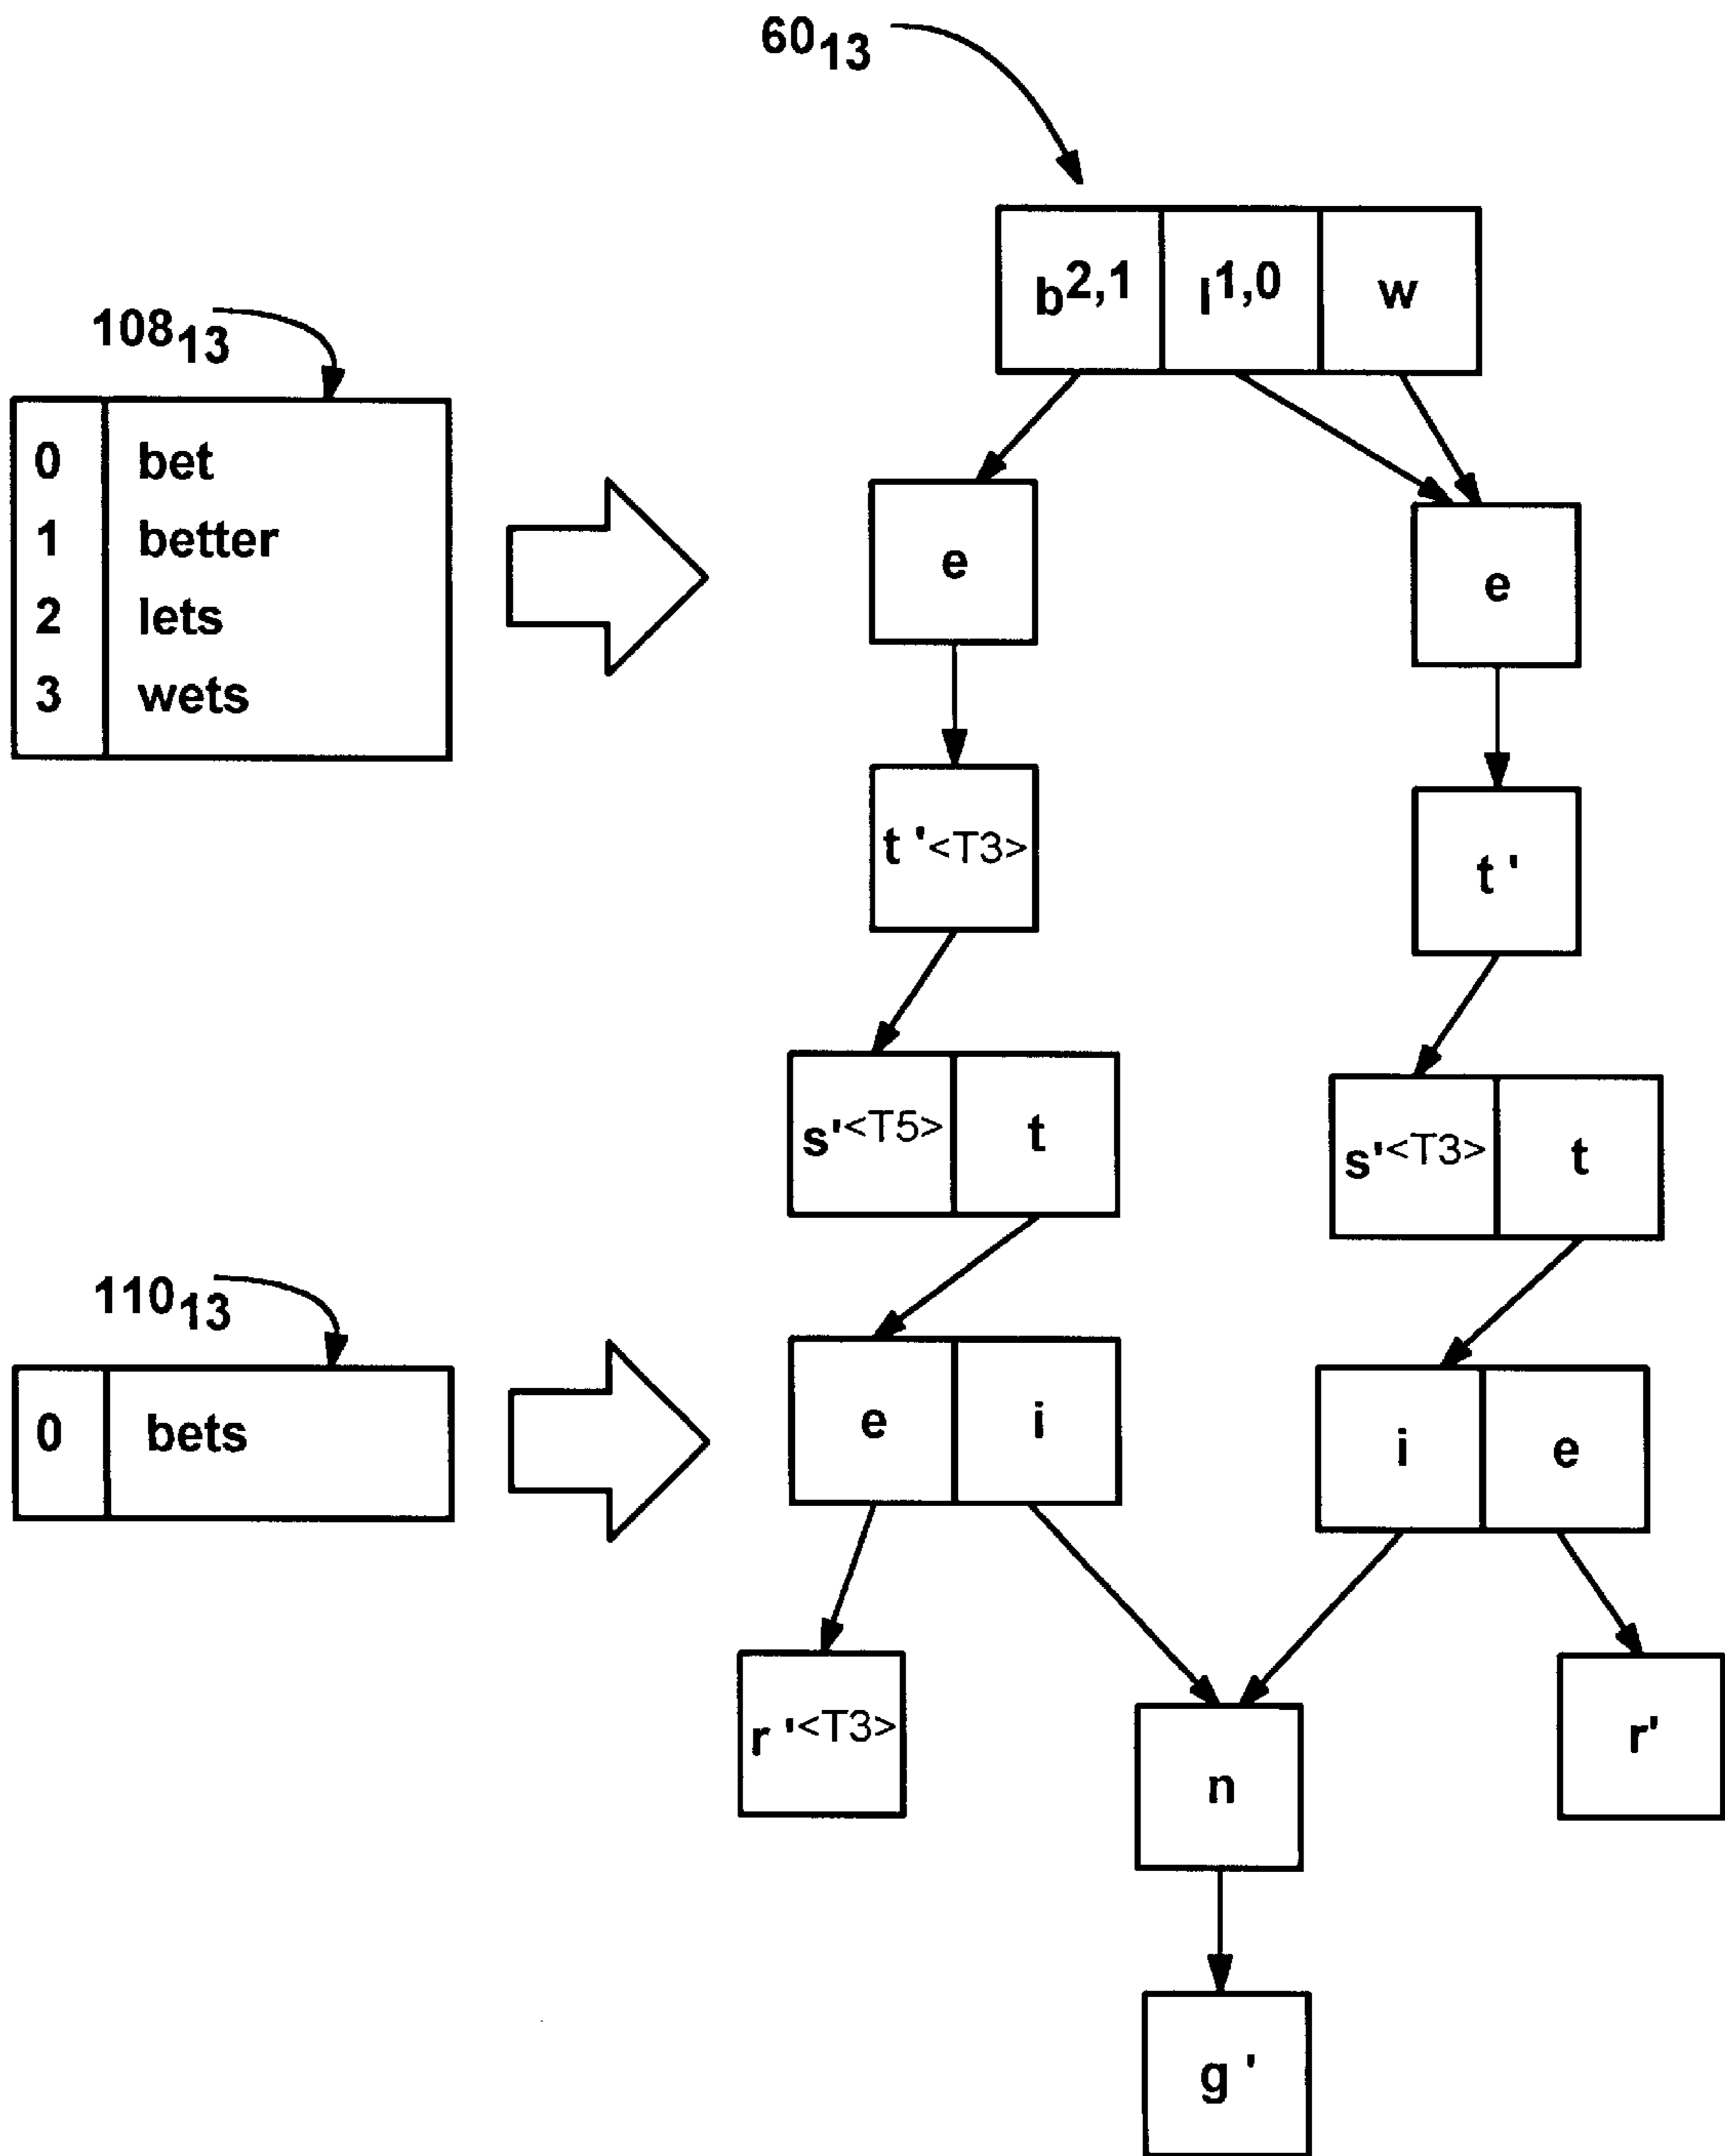 60₁₃
b²,¹ l¹,⁰ w
108₁₃
0 bet
1 better
2 lets
3 wets
e e
t '<T3> t '
s'<T5> t s'<T3> t
110₁₃
0 bets
e i i e
r '<T3> n r'
g '